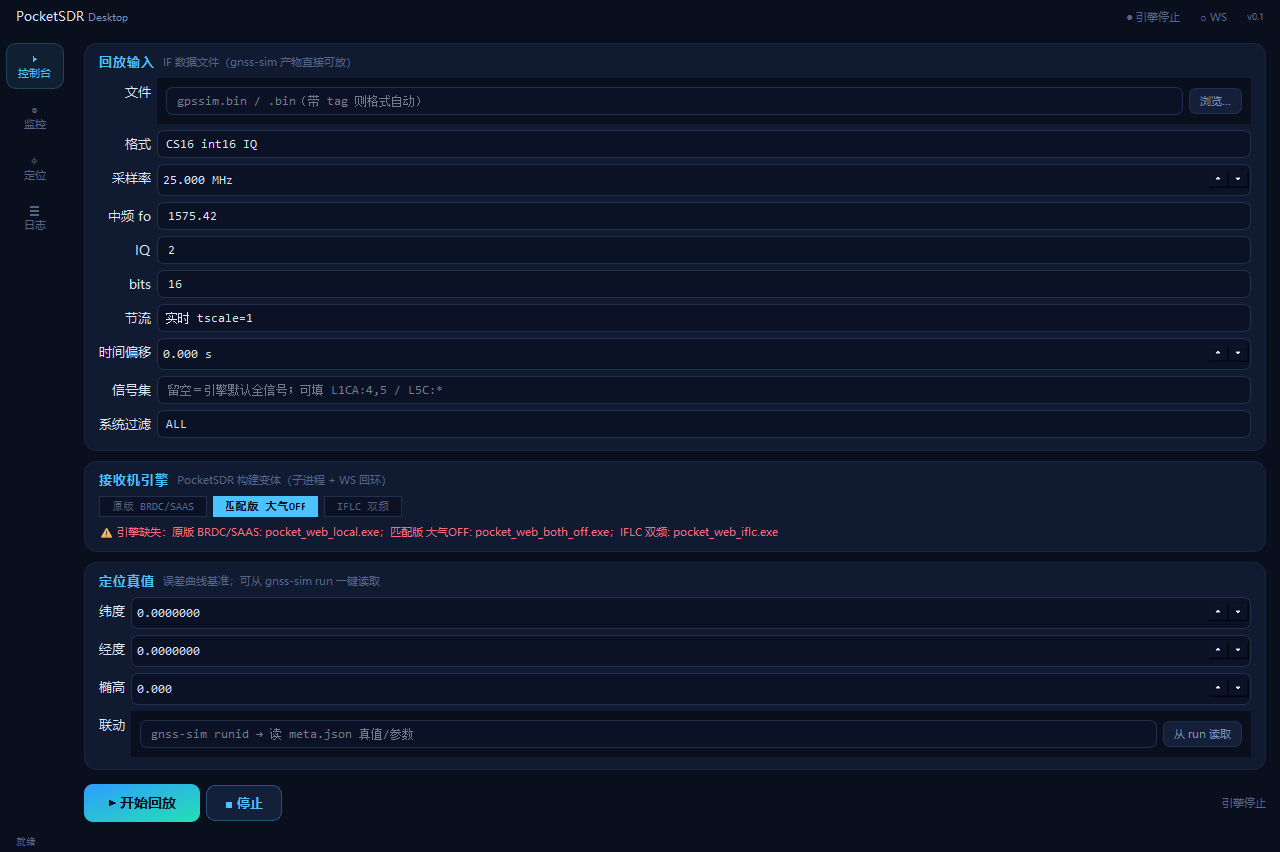 PocketSDR Desktop ● 引擎停止 ○ WS v0.1
控制台
监控
定位
日志
回放输入 IF 数据文件（gnss-sim 产物直接可放）
文件 gpssim.bin / .bin（带 tag 则格式自动） 浏览...
格式 CS16 int16 IQ
采样率 25.000 MHz
中频 fo 1575.42
IQ 2
bits 16
节流 实时 tscale=1
时间偏移 0.000 s
信号集 留空＝引擎默认全信号；可填 L1CA:4,5 / L5C:*
系统过滤 ALL
接收机引擎 PocketSDR 构建变体（子进程 + WS 回环）
原版 BRDC/SAAS 匹配版 大气OFF IFLC 双频
⚠ 引擎缺失：原版 BRDC/SAAS: pocket_web_local.exe；匹配版 大气OFF: pocket_web_both_off.exe；IFLC 双频: pocket_web_iflc.exe
定位真值 误差曲线基准；可从 gnss-sim run 一键读取
纬度 0.0000000
经度 0.0000000
椭高 0.000
联动 gnss-sim runid → 读 meta.json 真值/参数 从 run 读取
▶ 开始回放 ■ 停止 引擎停止
就绪